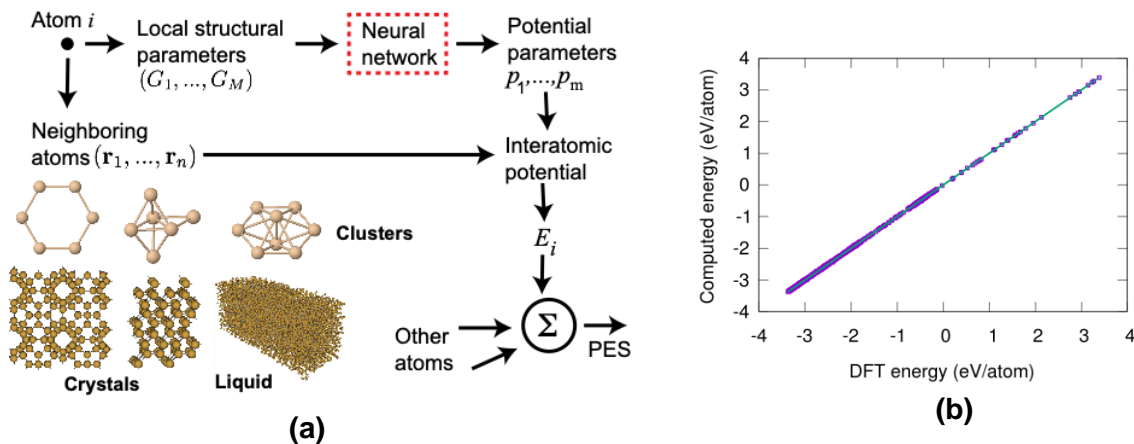 Atom i
Local structural
parameters
(G₁, ..., G_M)
Neural
network
Potential
parameters
p₁,...,pₘ
Neighboring
atoms (r₁, ..., rₙ)
Interatomic
potential
Clusters
E_i
Crystals
Liquid
Other
atoms
Σ
PES
(a)
Computed energy (eV/atom)
4
3
2
1
0
-1
-2
-3
-4
-4 -3 -2 -1 0 1 2 3 4
DFT energy (eV/atom)
(b)